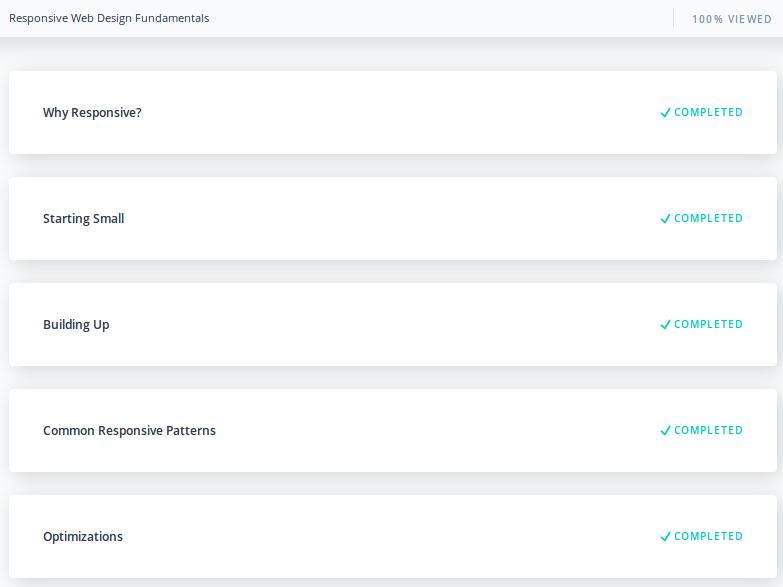 Responsive Web Design Fundamentals 100% VIEWED
Why Responsive? COMPLETED
Starting Small COMPLETED
Building Up COMPLETED
Common Responsive Patterns COMPLETED
Optimizations COMPLETED